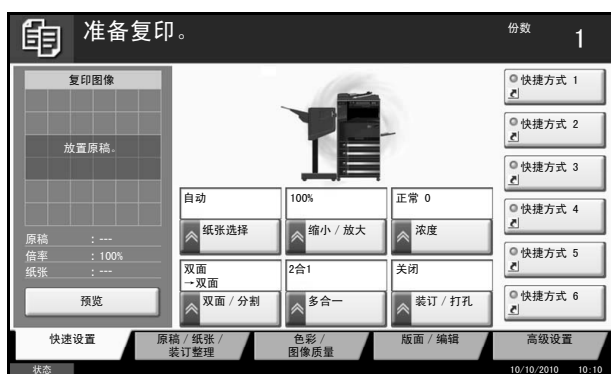 准备复印。
份数
1
复印图像
放置原稿。
原稿 : ---
倍率 : 100%
纸张 : ---
预览
自动
纸张选择
100%
缩小 / 放大
正常 0
浓度
双面
→双面
双面 / 分割
2合1
多合一
关闭
装订 / 打孔
快捷方式 1
快捷方式 2
快捷方式 3
快捷方式 4
快捷方式 5
快捷方式 6
快速设置
原稿 / 纸张 /
装订整理
色彩 /
图像质量
版面 / 编辑
高级设置
状态
10/10/2010 10:10